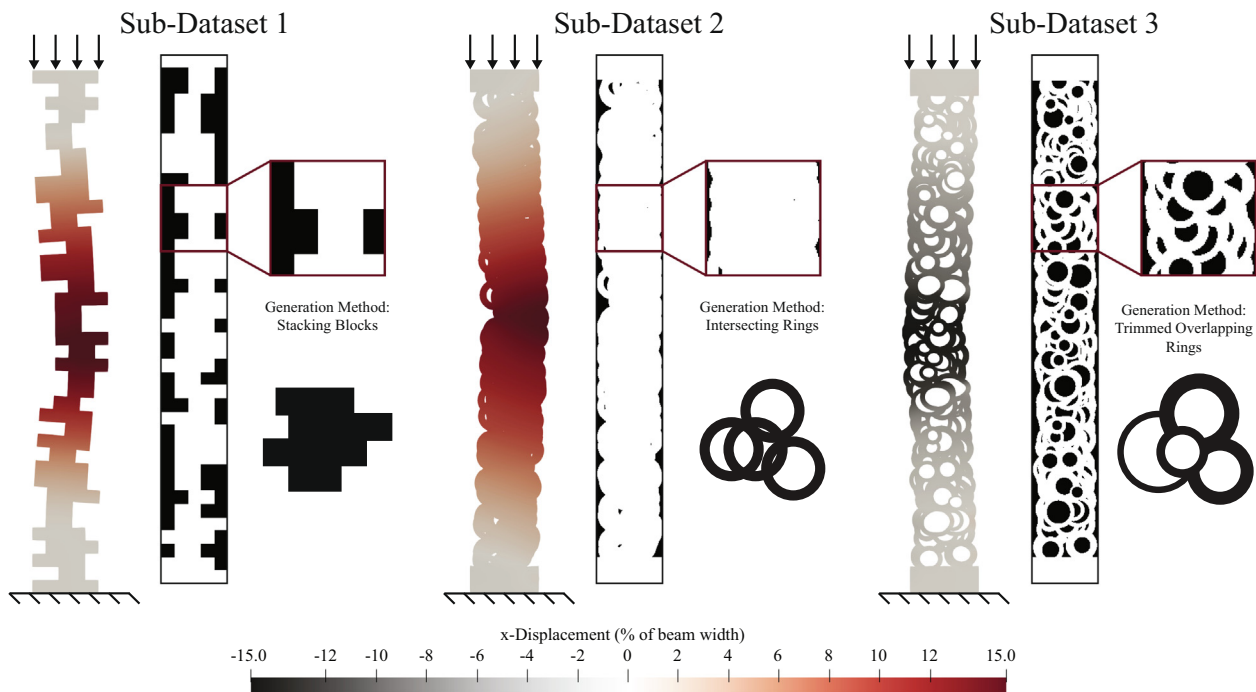 Sub-Dataset 1
Sub-Dataset 2
Sub-Dataset 3
Generation Method:
Stacking Blocks
Generation Method:
Intersecting Rings
Generation Method:
Trimmed Overlapping
Rings
x-Displacement (% of beam width)
-15.0 -12 -10 -8 -6 -4 -2 0 2 4 6 8 10 12 15.0